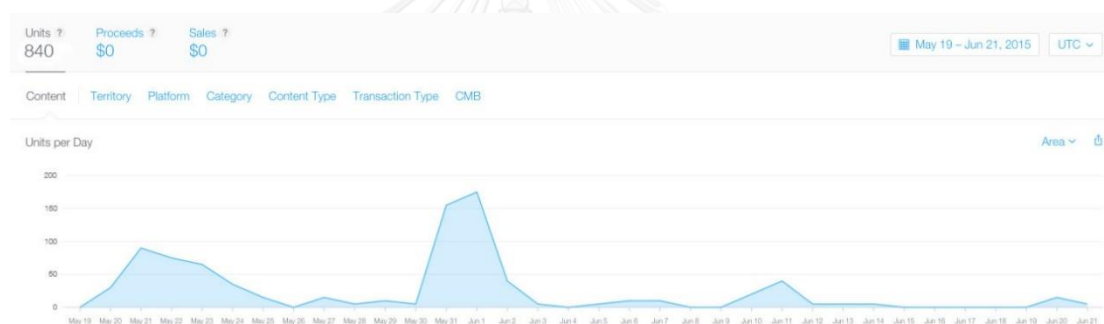 Units ? Proceeds ? Sales ?
840 $0 $0
May 19 – Jun 21, 2015 UTC
Content Territory Platform Category Content Type Transaction Type CMB
Units per Day
Area
200
150
100
50
0
May 19 May 20 May 21 May 22 May 23 May 24 May 25 May 26 May 27 May 28 May 29 May 30 May 31 Jun 1 Jun 2 Jun 3 Jun 4 Jun 5 Jun 6 Jun 7 Jun 8 Jun 9 Jun 10 Jun 11 Jun 12 Jun 13 Jun 14 Jun 15 Jun 16 Jun 17 Jun 18 Jun 19 Jun 20 Jun 21